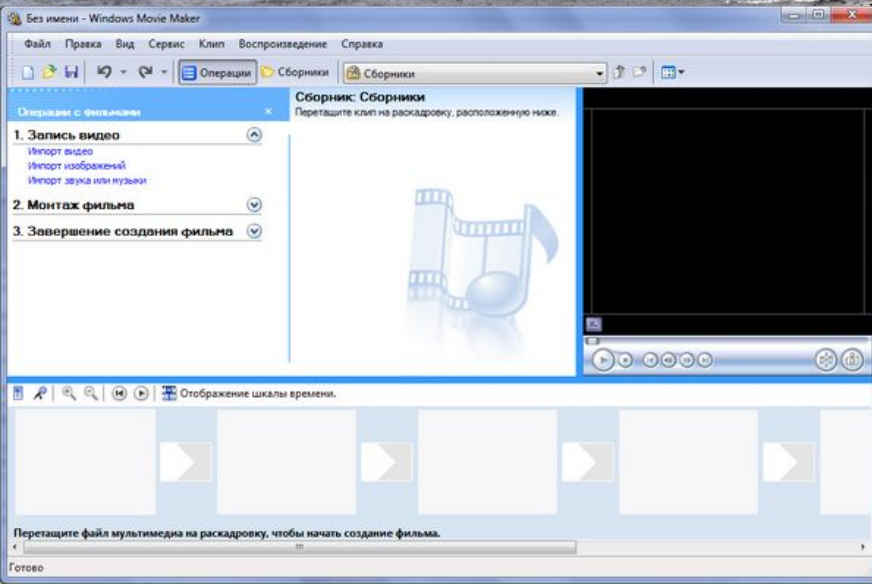 Без имени - Windows Movie Maker
Файл Правка Вид Сервис Клип Воспроизведение Справка
Операции Сборники Сборники
Операции с фильмами
Сборник: Сборники
Перетащите клип на раскадровку, расположенную ниже.
1. Запись видео
Импорт видео
Импорт изображений
Импорт звука или музыки
2. Монтаж фильма
3. Завершение создания фильма
Отображение шкалы времени.
Перетащите файл мультимедиа на раскадровку, чтобы начать создание фильма.
Готово